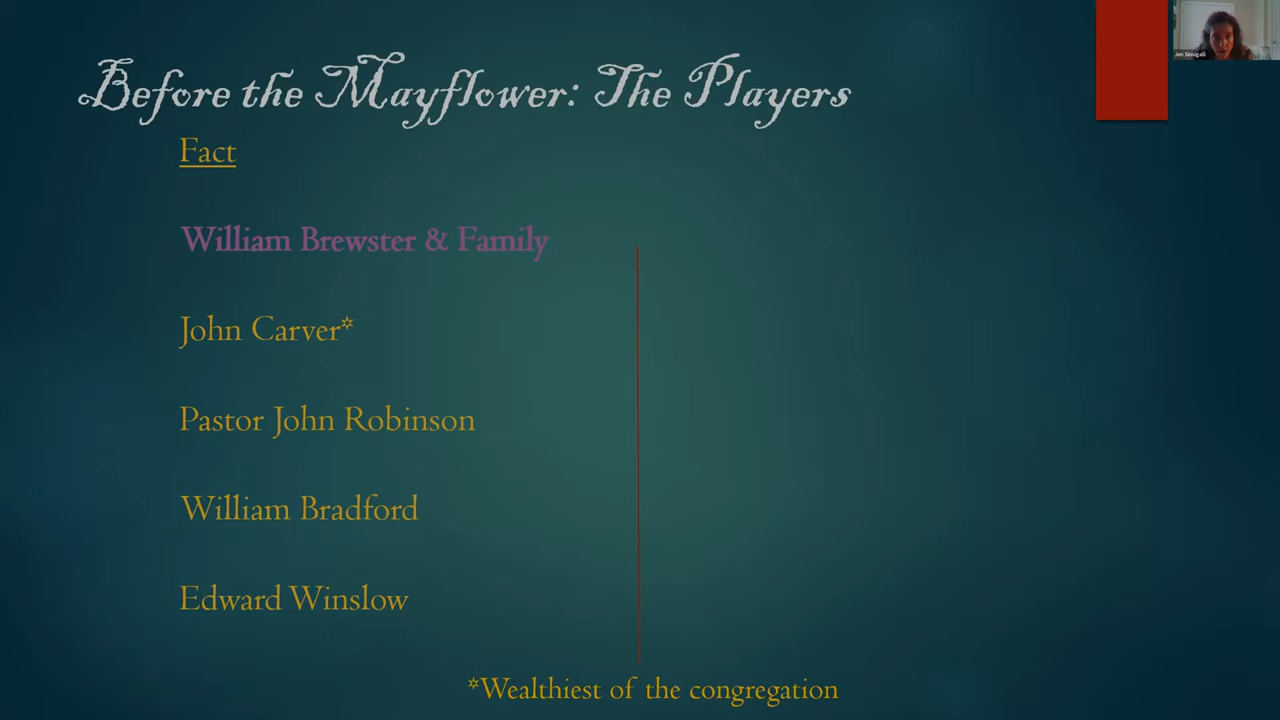 Before the Mayflower: The Players
Fact
William Brewster & Family
John Carver*
Pastor John Robinson
William Bradford
Edward Winslow
*Wealthiest of the congregation